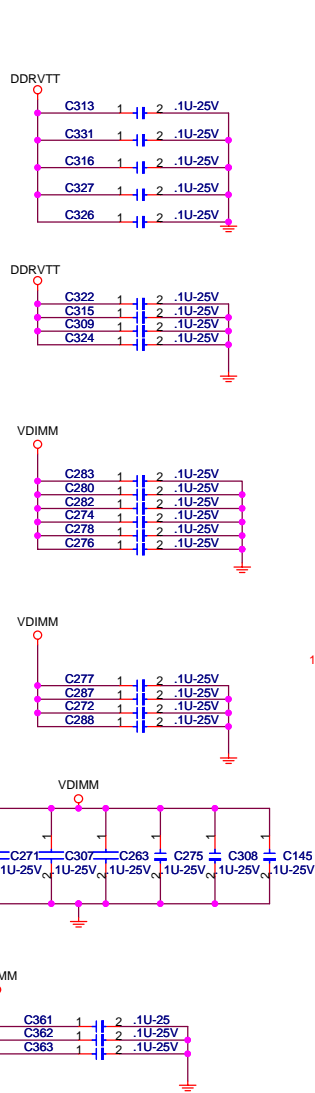 DDRVTT
C313 1 2 .1U-25V
C331 1 2 .1U-25V
C316 1 2 .1U-25V
C327 1 2 .1U-25V
C326 1 2 .1U-25V
DDRVTT
C322 1 2 .1U-25V
C315 1 2 .1U-25V
C309 1 2 .1U-25V
C324 1 2 .1U-25V
VDIMM
C283 1 2 .1U-25V
C280 1 2 .1U-25V
C282 1 2 .1U-25V
C274 1 2 .1U-25V
C278 1 2 .1U-25V
C276 1 2 .1U-25V
VDIMM
1
C277 1 2 .1U-25V
C287 1 2 .1U-25V
C272 1 2 .1U-25V
C288 1 2 .1U-25V
VDIMM
1 1 1 1 1
C271 C307 C263 C275 C308 C145
1U-25V .1U-25V .1U-25V .1U-25V .1U-25V .1U-25V
2 2 2 2 2
MM
C361 1 2 .1U-25
C362 1 2 .1U-25V
C363 1 2 .1U-25V